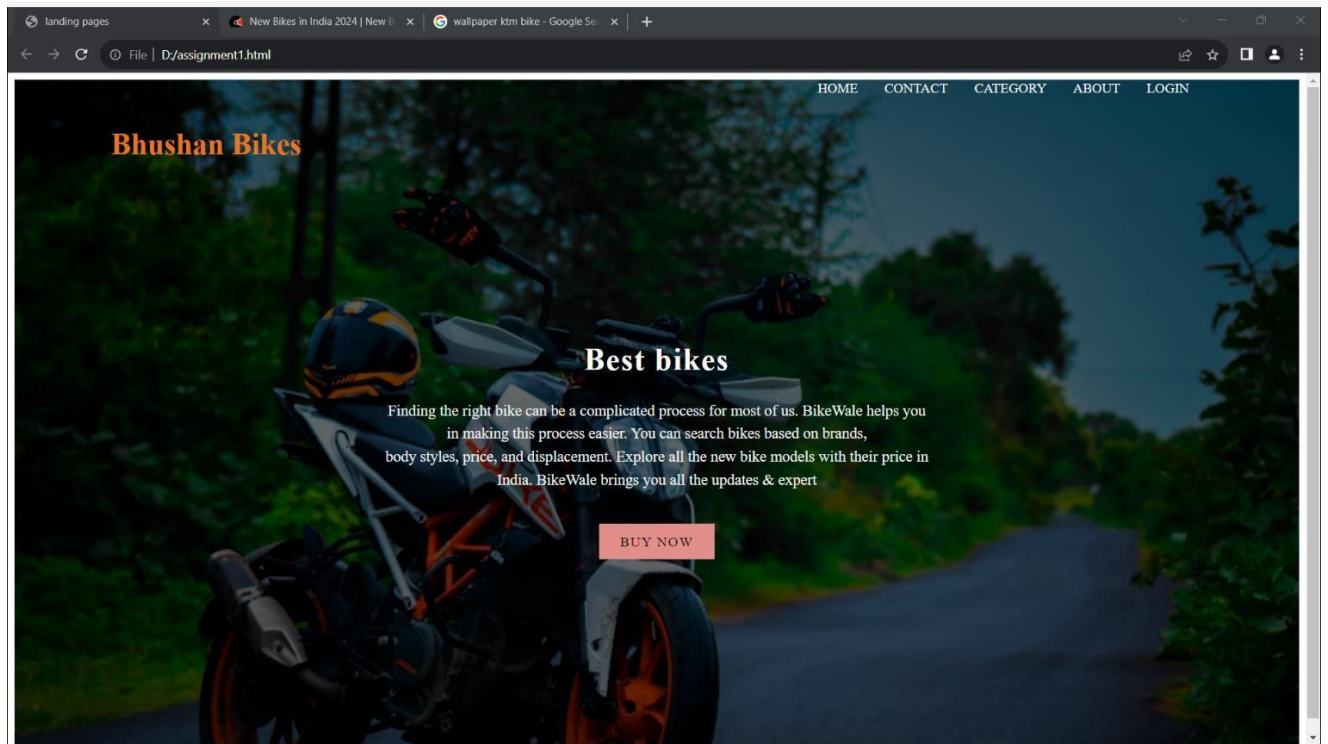 landing pages
New Bikes in India 2024 | New B
wallpaper ktm bike - Google Se
File | D:/assignment1.html
HOME CONTACT CATEGORY ABOUT LOGIN
Bhushan Bikes
Best bikes
Finding the right bike can be a complicated process for most of us. BikeWale helps you
in making this process easier. You can search bikes based on brands,
body styles, price, and displacement. Explore all the new bike models with their price in
India. BikeWale brings you all the updates & expert
BUY NOW